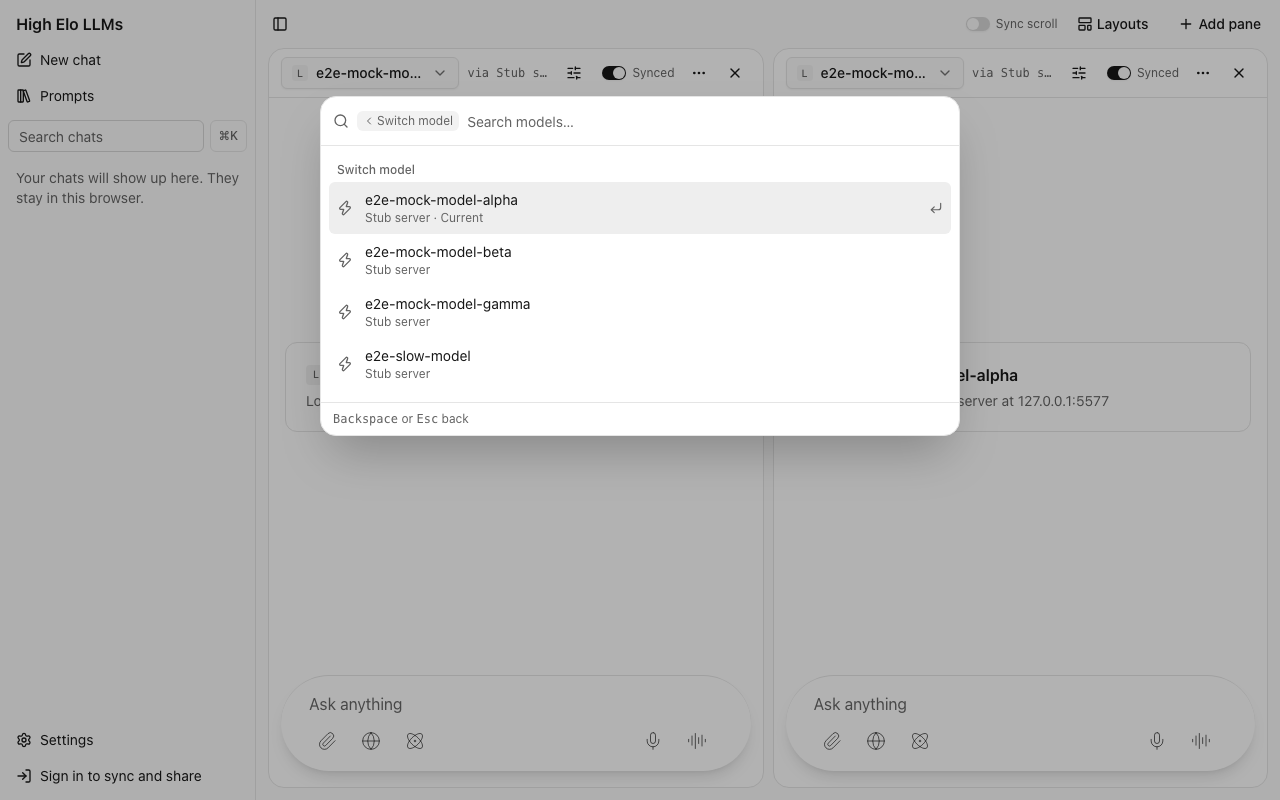 High Elo LLMs
New chat
Prompts
Search chats
⌘K
Your chats will show up here. They
stay in this browser.
Settings
Sign in to sync and share
Sync scroll
Layouts
Add pane
L
e2e-mock-mo...
via Stub s...
Synced
L
e2e-mock-mo...
via Stub s...
Synced
Switch model
Search models...
Switch model
e2e-mock-model-alpha
Stub server · Current
e2e-mock-model-beta
Stub server
e2e-mock-model-gamma
Stub server
e2e-slow-model
Stub server
Backspace or Esc back
L
Lo
el-alpha
server at 127.0.0.1:5577
Ask anything
Ask anything